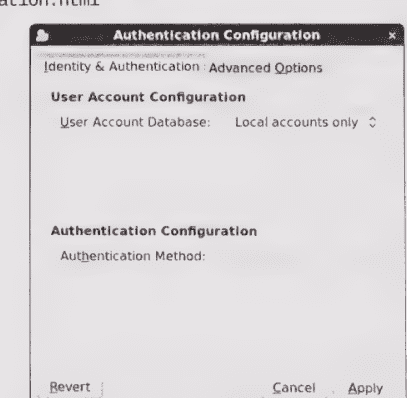 ation.html
Authentication Configuration ×
Identity & Authentication Advanced Options
User Account Configuration
User Account Database: Local accounts only
Authentication Configuration
Authentication Method:
Revert Cancel Apply